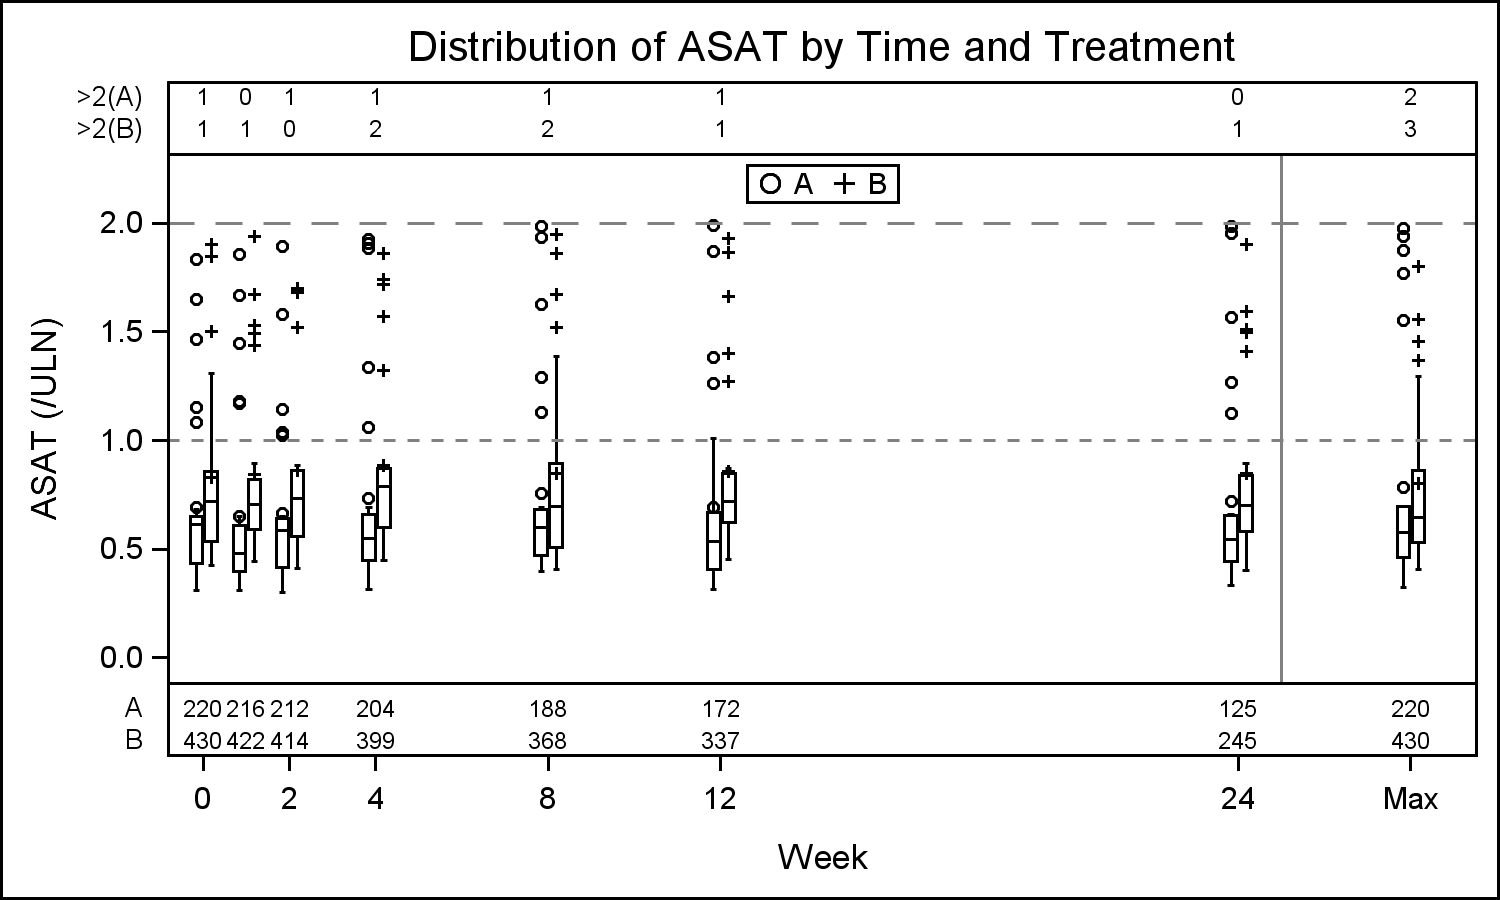 Distribution of ASAT by Time and Treatment
>2(A) 1 0 1 1 1 1 0 2
>2(B) 1 1 0 2 2 1 1 3
A B
2.0
1.5
1.0
0.5
0.0
ASAT (/ULN)
A 220 216 212 204 188 172 125 220
B 430 422 414 399 368 337 245 430
0 2 4 8 12 24 Max
Week